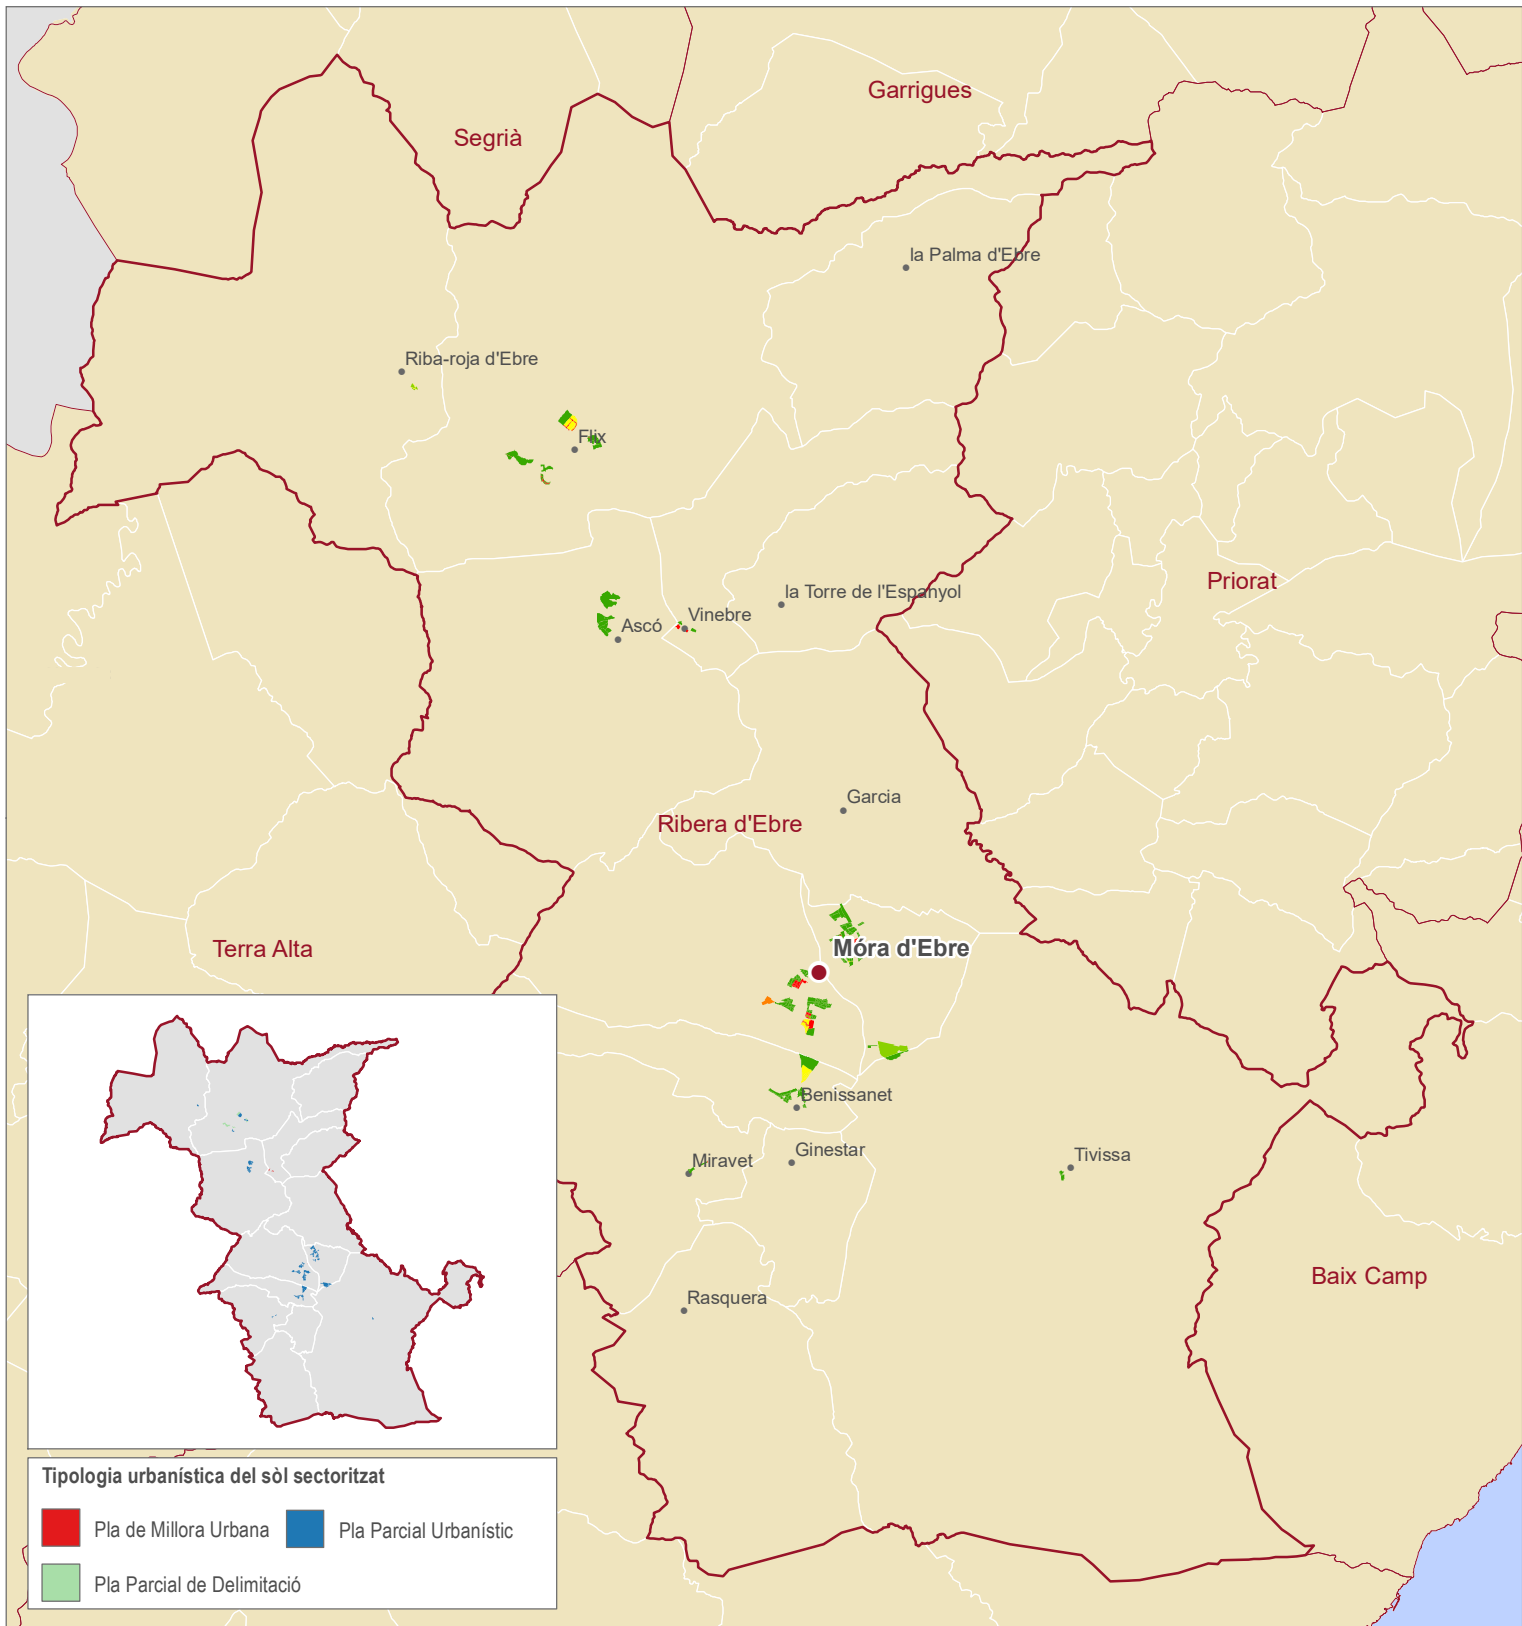 Garrigues
Segrià
la Palma d'Ebre
Riba-roja d'Ebre
Flix
Priorat
la Torre de l'Espanyol
Vinebre
Ascó
Garcia
Ribera d'Ebre
Terra Alta
Móra d'Ebre
Benissanet
Ginestar
Miravet
Tivissa
Baix Camp
Rasquera
Tipologia urbanística del sòl sectoritzat
Pla de Millora Urbana
Pla Parcial Urbanístic
Pla Parcial de Delimitació